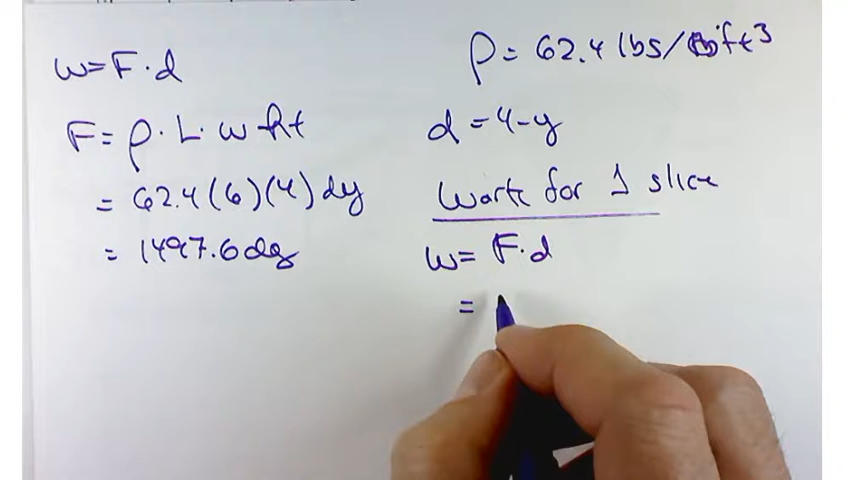 w = F · d
F = ρ · L · w · ht
= 62.4 (6)(4) dy
= 1497.6 dy
ρ = 62.4 lbs/ft³
d = 4 - y
Work for 1 slice
w = F · d
=